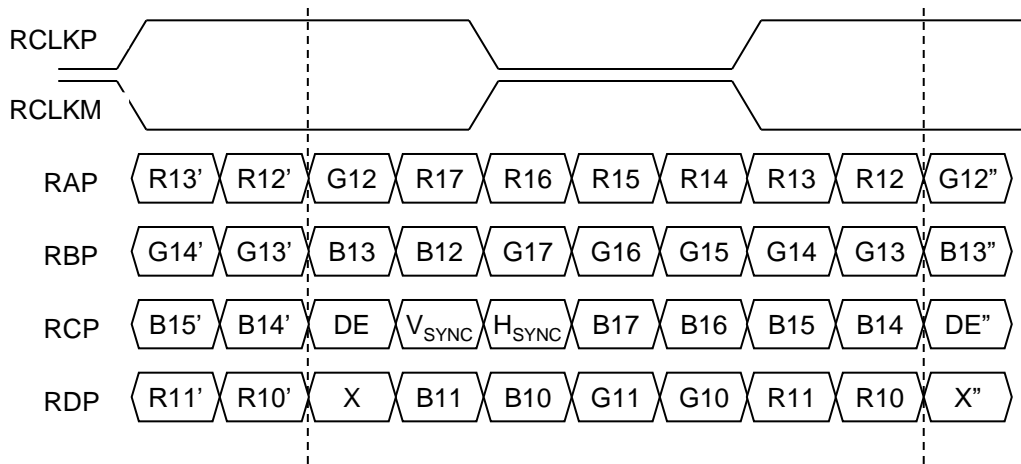 RCLKP
RCLKM
RAP R13’ R12’ G12 R17 R16 R15 R14 R13 R12 G12”
RBP G14’ G13’ B13 B12 G17 G16 G15 G14 G13 B13”
RCP B15’ B14’ DE VSYNC HSYNC B17 B16 B15 B14 DE”
RDP R11’ R10’ X B11 B10 G11 G10 R11 R10 X”